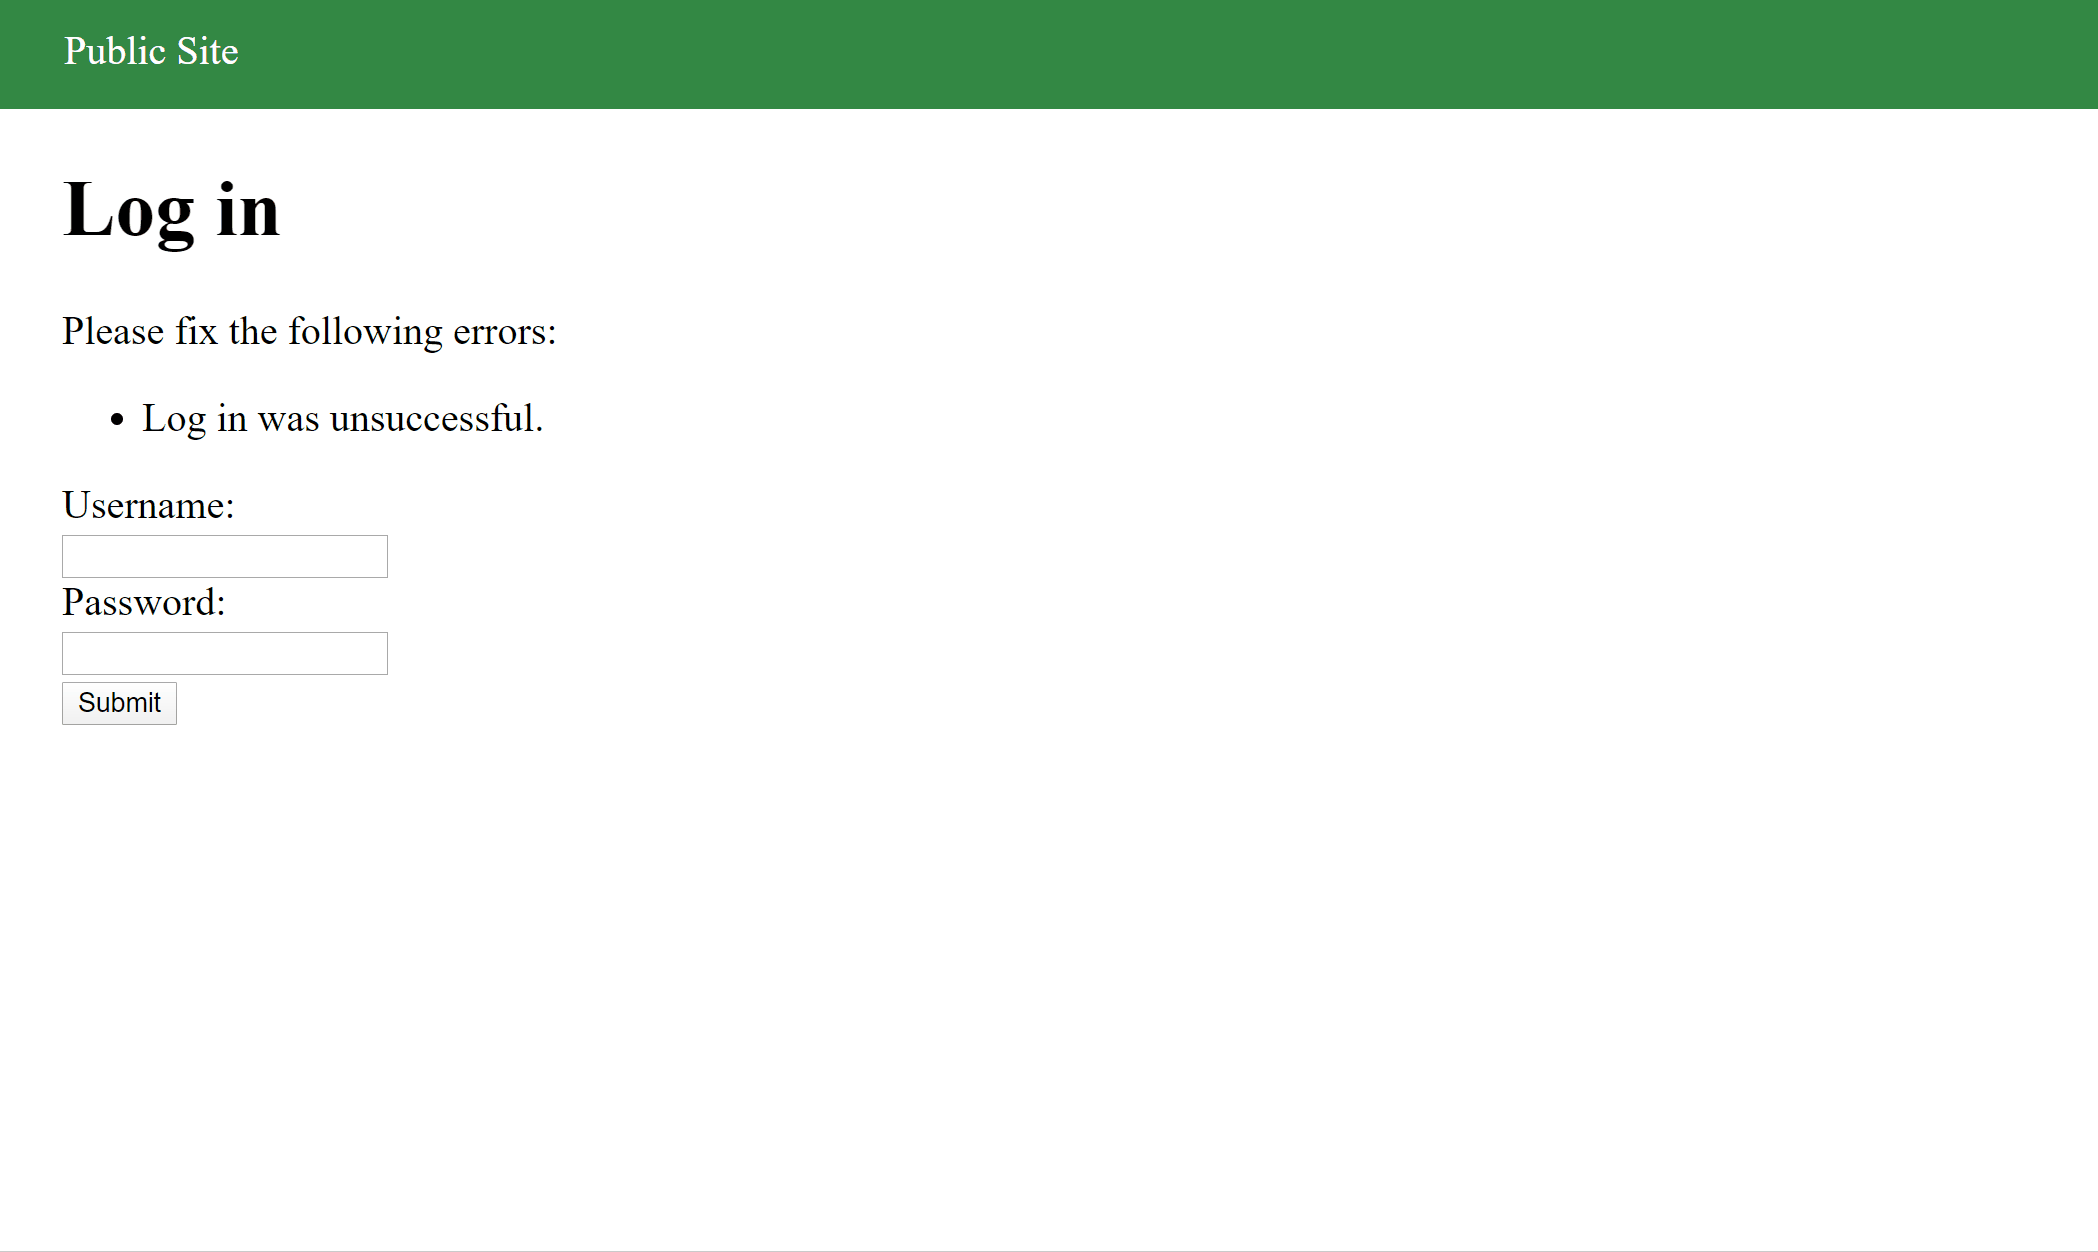 Public Site
Log in
Please fix the following errors:
• Log in was unsuccessful.
Username:
Password:
Submit